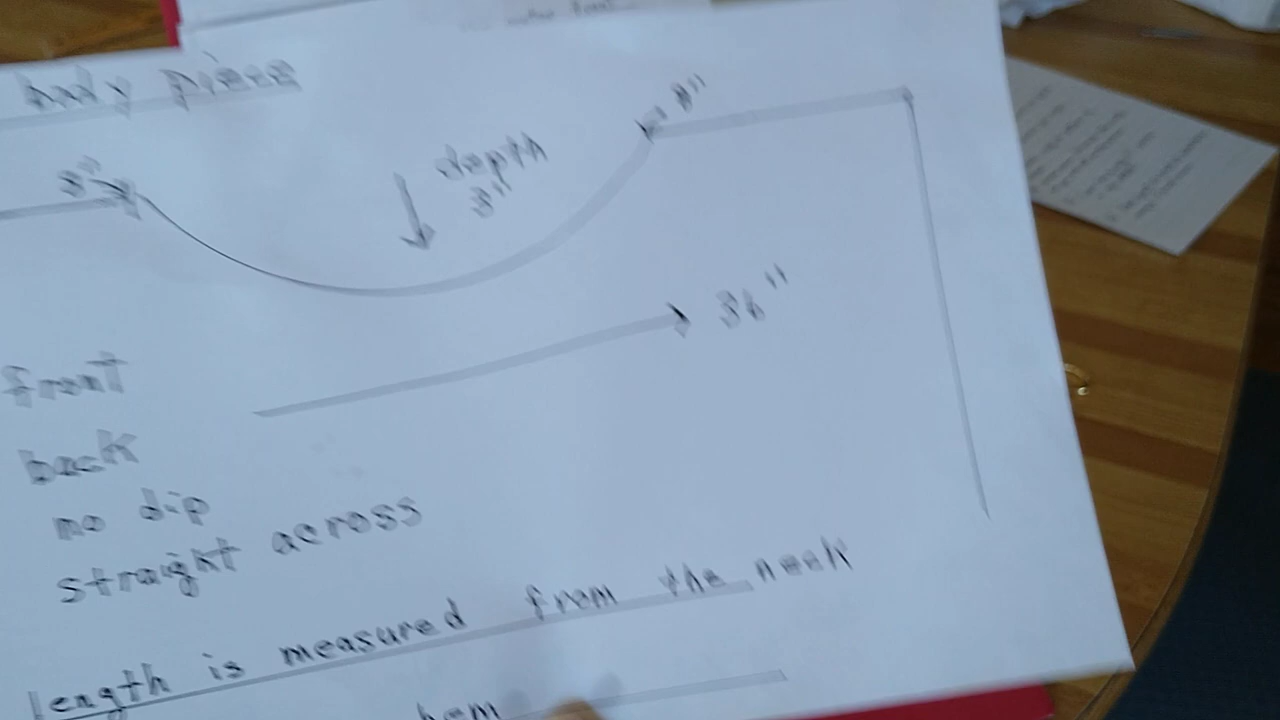 body piece
8"
8"
depth
3"
36"
front
back
no dip
straight across
length is measured from the neck
hem